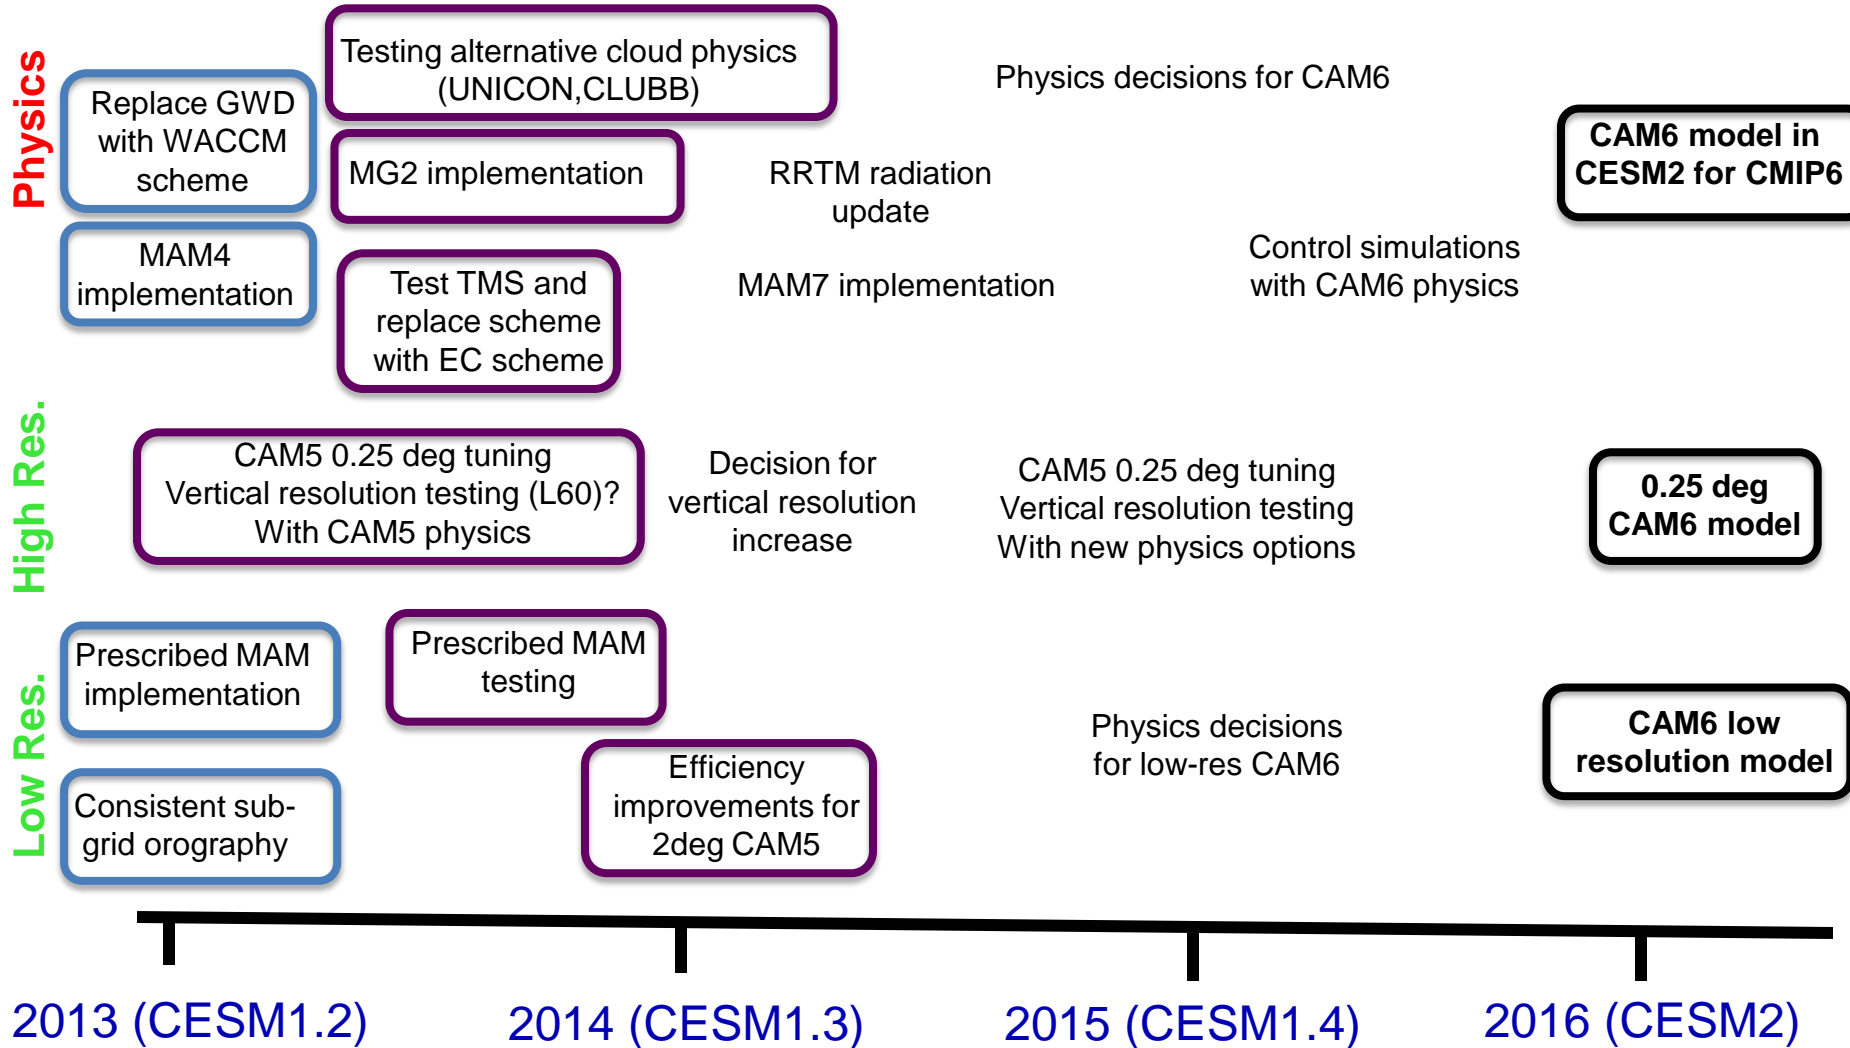 Physics
Replace GWD
with WACCM
scheme
MAM4
implementation
Testing alternative cloud physics
(UNICON,CLUBB)
MG2 implementation
Test TMS and
replace scheme
with EC scheme
RRTM radiation
update
MAM7 implementation
Physics decisions for CAM6
Control simulations
with CAM6 physics
CAM6 model in
CESM2 for CMIP6
High Res.
CAM5 0.25 deg tuning
Vertical resolution testing (L60)?
With CAM5 physics
Decision for
vertical resolution
increase
CAM5 0.25 deg tuning
Vertical resolution testing
With new physics options
0.25 deg
CAM6 model
Low Res.
Prescribed MAM
implementation
Consistent sub-
grid orography
Prescribed MAM
testing
Efficiency
improvements for
2deg CAM5
Physics decisions
for low-res CAM6
CAM6 low
resolution model
2013 (CESM1.2)
2014 (CESM1.3)
2015 (CESM1.4)
2016 (CESM2)